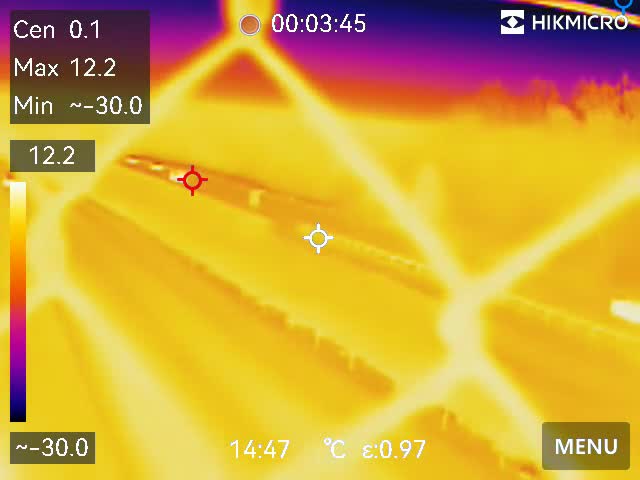 Cen 0.1
00:03:45
HIKMICRO
Max 12.2
Min ~-30.0
12.2
~-30.0
14:47 °C ε:0.97
MENU